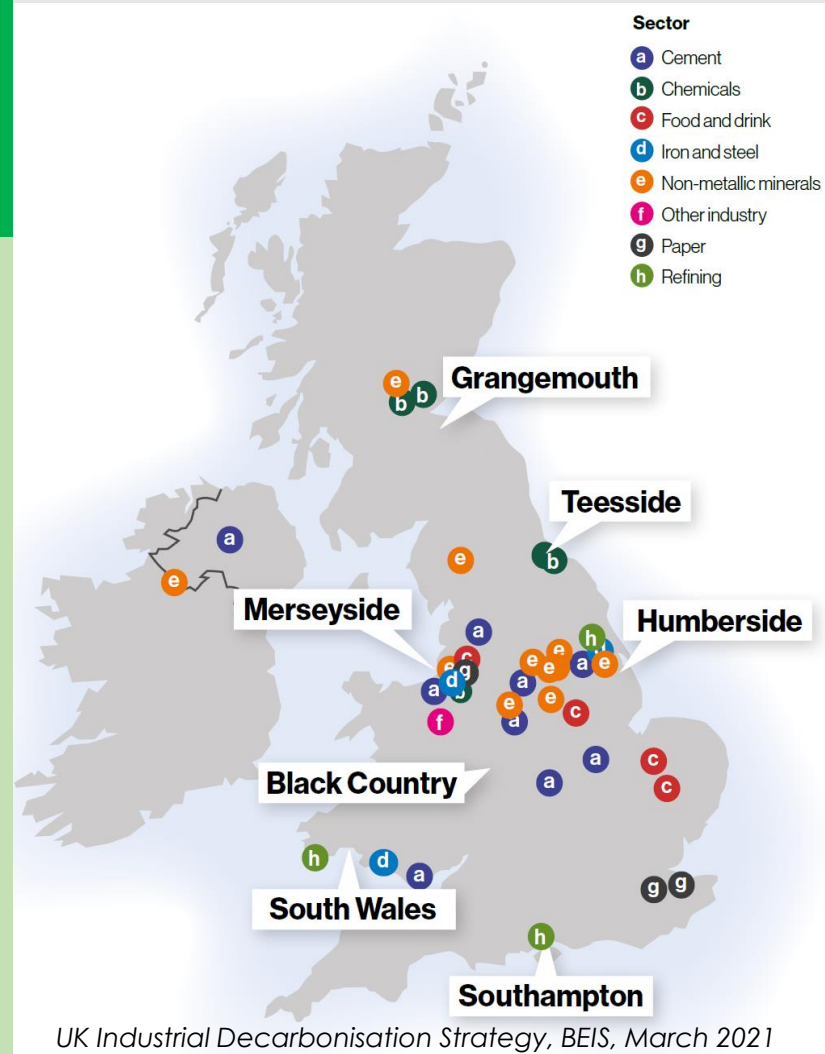 Sector
a Cement
b Chemicals
c Food and drink
d Iron and steel
e Non-metallic minerals
f Other industry
g Paper
h Refining
Grangemouth
e
b b
Teesside
a
e
b
e
Merseyside
Humberside
a
h
e c
e e
d
g
e
a e
d
a
a
b
e
e
f
a
c
Black Country
a
a
c
c
h
d
a
g g
South Wales
h
Southampton
UK Industrial Decarbonisation Strategy, BEIS, March 2021